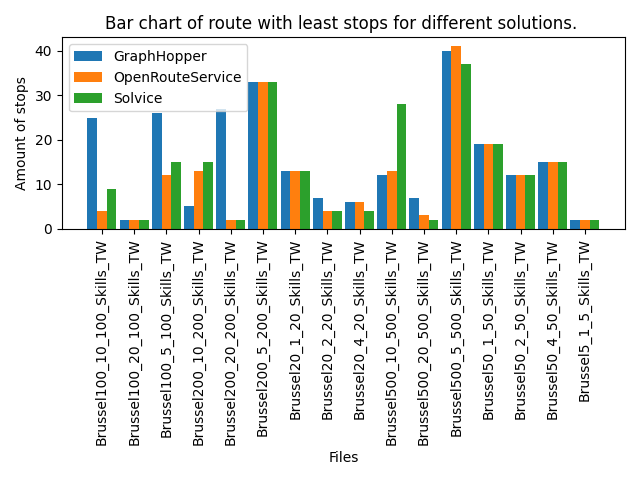 Bar chart of route with least stops for different solutions.
GraphHopper
OpenRouteService
Solvice
Amount of stops
40
30
20
10
0
Brussel100_10_100_Skills_TW
Brussel100_20_100_Skills_TW
Brussel100_5_100_Skills_TW
Brussel200_10_200_Skills_TW
Brussel200_20_200_Skills_TW
Brussel200_5_200_Skills_TW
Brussel20_1_20_Skills_TW
Brussel20_2_20_Skills_TW
Brussel20_4_20_Skills_TW
Brussel500_10_500_Skills_TW
Brussel500_20_500_Skills_TW
Brussel500_5_500_Skills_TW
Brussel50_1_50_Skills_TW
Brussel50_2_50_Skills_TW
Brussel50_4_50_Skills_TW
Brussel5_1_5_Skills_TW
Files